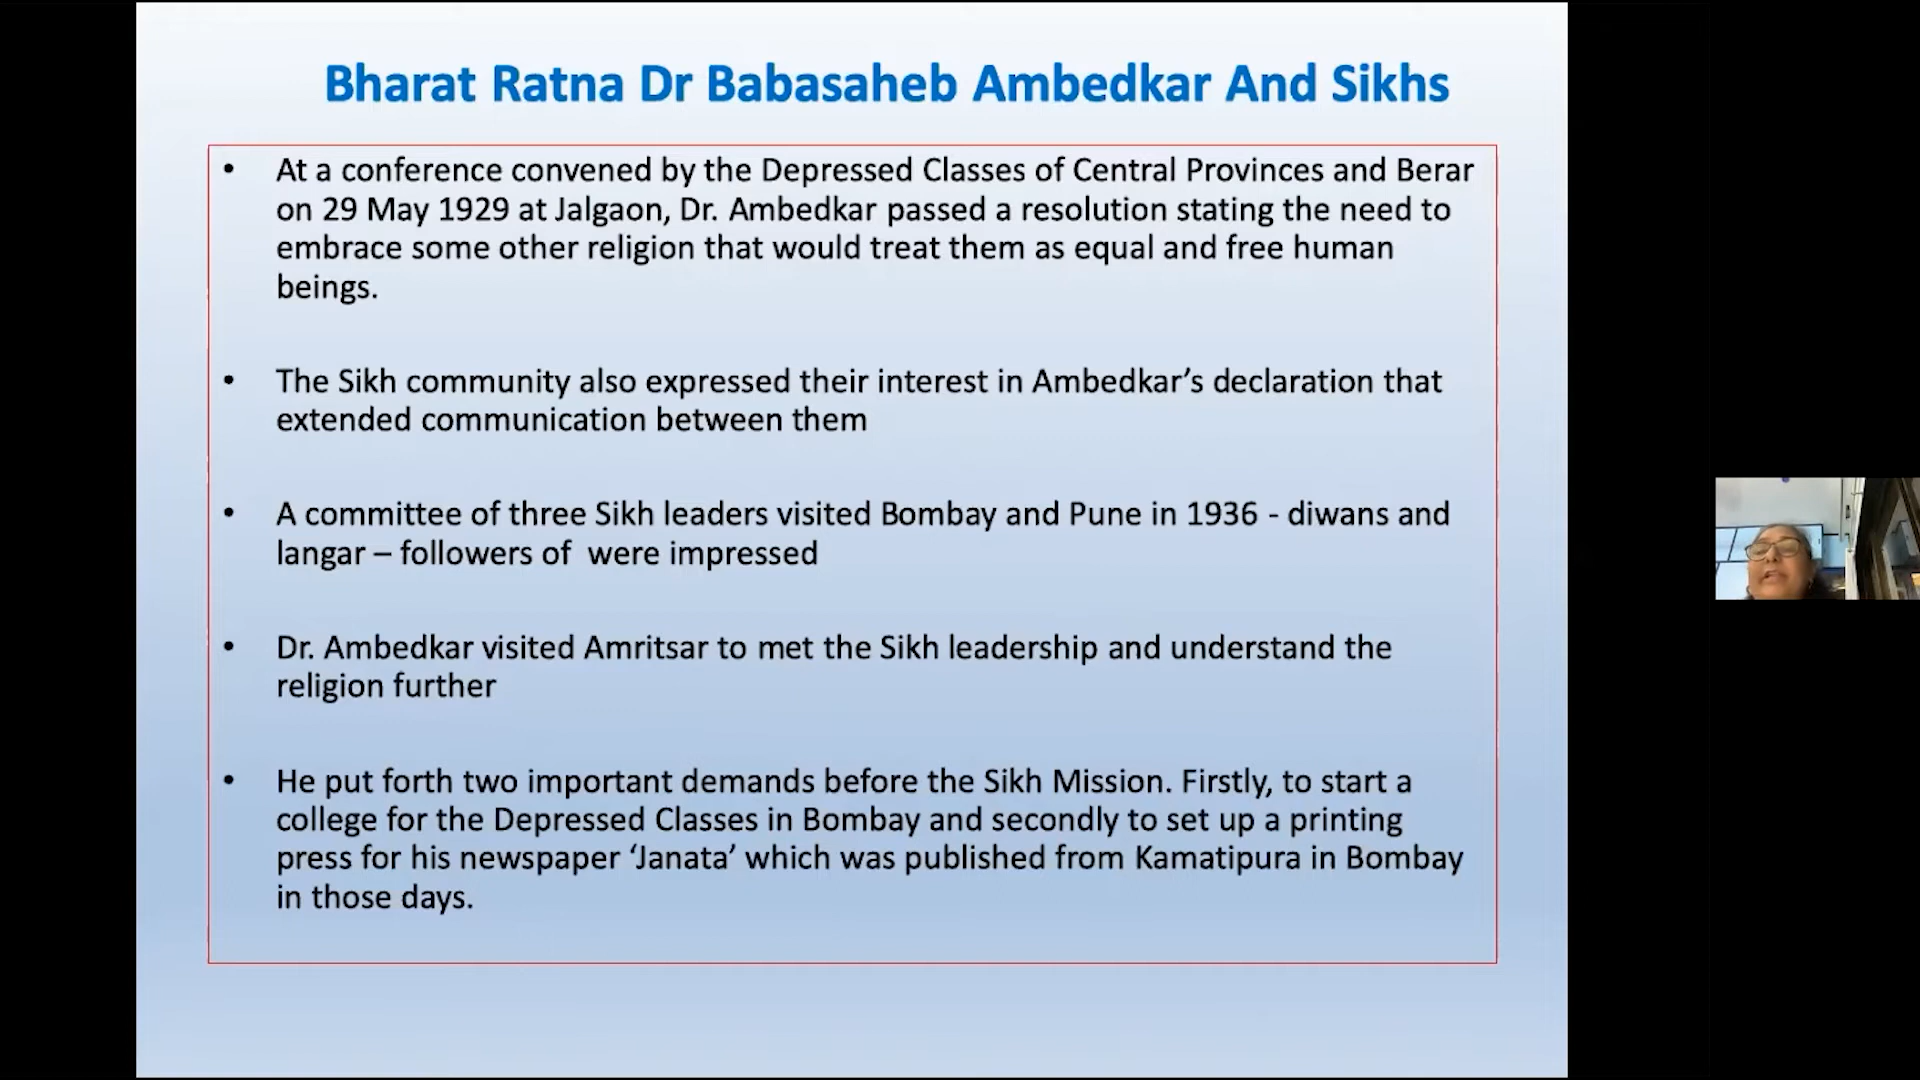 Bharat Ratna Dr Babasaheb Ambedkar And Sikhs
• At a conference convened by the Depressed Classes of Central Provinces and Berar
on 29 May 1929 at Jalgaon, Dr. Ambedkar passed a resolution stating the need to
embrace some other religion that would treat them as equal and free human
beings.
• The Sikh community also expressed their interest in Ambedkar’s declaration that
extended communication between them
• A committee of three Sikh leaders visited Bombay and Pune in 1936 - diwans and
langar – followers of  were impressed
• Dr. Ambedkar visited Amritsar to met the Sikh leadership and understand the
religion further
• He put forth two important demands before the Sikh Mission. Firstly, to start a
college for the Depressed Classes in Bombay and secondly to set up a printing
press for his newspaper ‘Janata’ which was published from Kamatipura in Bombay
in those days.